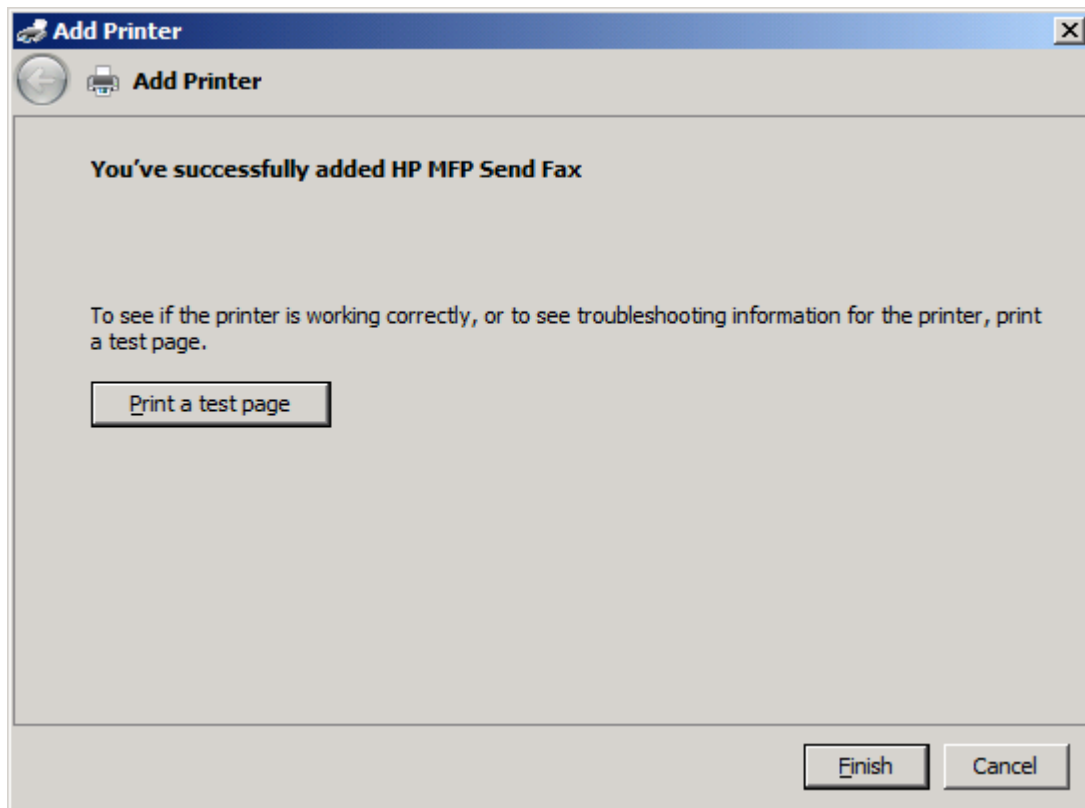 Add Printer
Add Printer
You've successfully added HP MFP Send Fax
To see if the printer is working correctly, or to see troubleshooting information for the printer, print
a test page.
Print a test page
Finish
Cancel